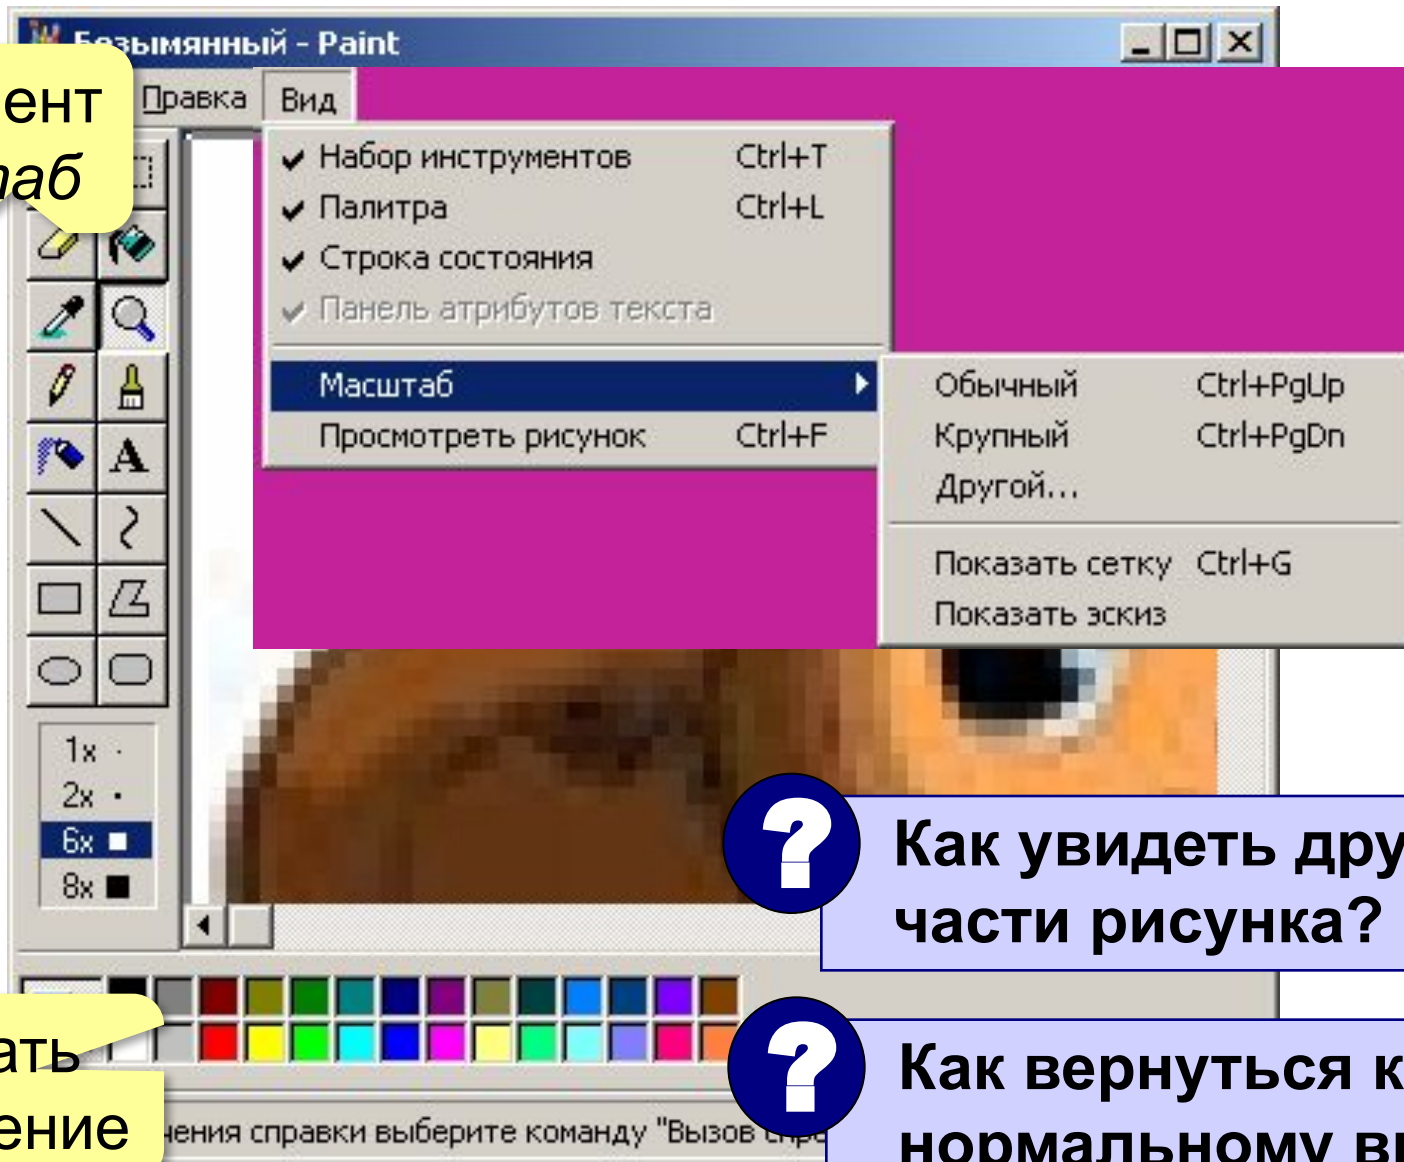 Безымянный - Paint
ент
таб
Правка Вид
Набор инструментов Ctrl+T
Палитра Ctrl+L
Строка состояния
Панель атрибутов текста
Масштаб
Просмотреть рисунок Ctrl+F
Обычный Ctrl+PgUp
Крупный Ctrl+PgDn
Другой...
Показать сетку Ctrl+G
Показать эскиз
A
1x
2x
6x
8x
? Как увидеть дру
части рисунка?
? Как вернуться к
нормальному
ать
ение
чения справки выберите команду "Вызов